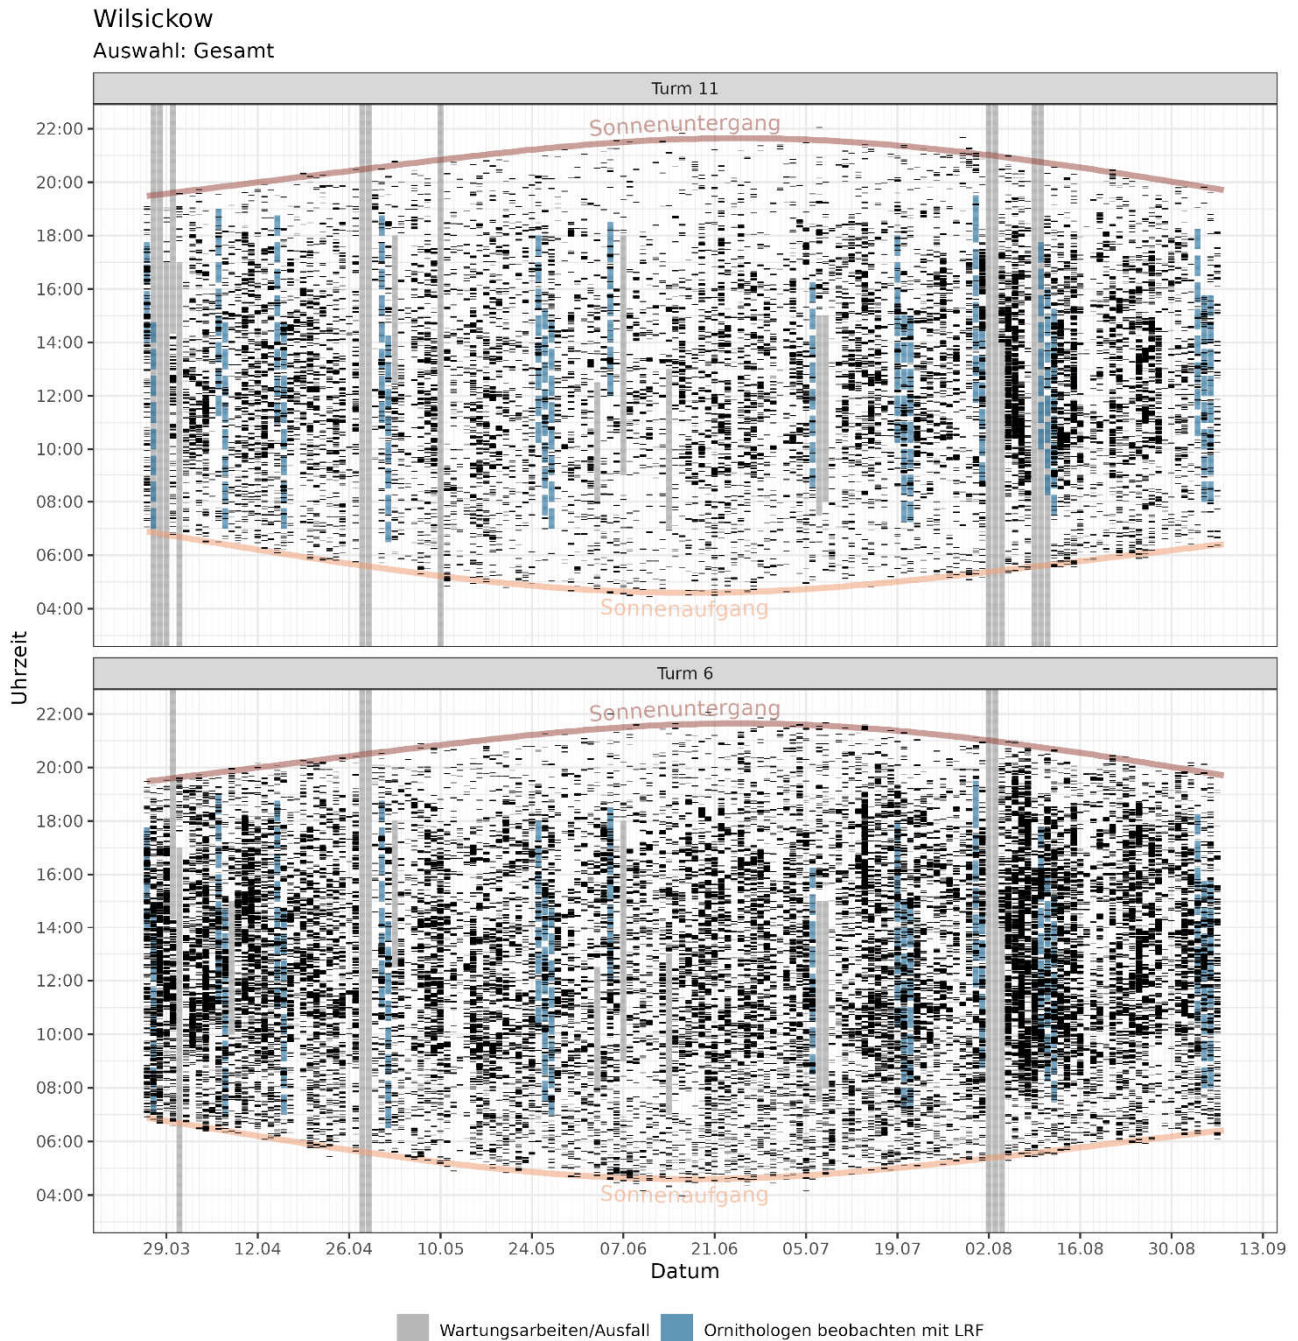 Wilsickow
Auswahl: Gesamt
Turm 11
Sonnenuntergang
22:00
20:00
18:00
16:00
14:00
12:00
10:00
08:00
06:00
04:00
Sonnenaufgang
Uhrzeit
Turm 6
Sonnenuntergang
22:00
20:00
18:00
16:00
14:00
12:00
10:00
08:00
06:00
04:00
Sonnenaufgang
29.03 12.04 26.04 10.05 24.05 07.06 21.06 05.07 19.07 02.08 16.08 30.08 13.09
Datum
Wartungsarbeiten/Ausfall Ornithologen beobachten mit LRF